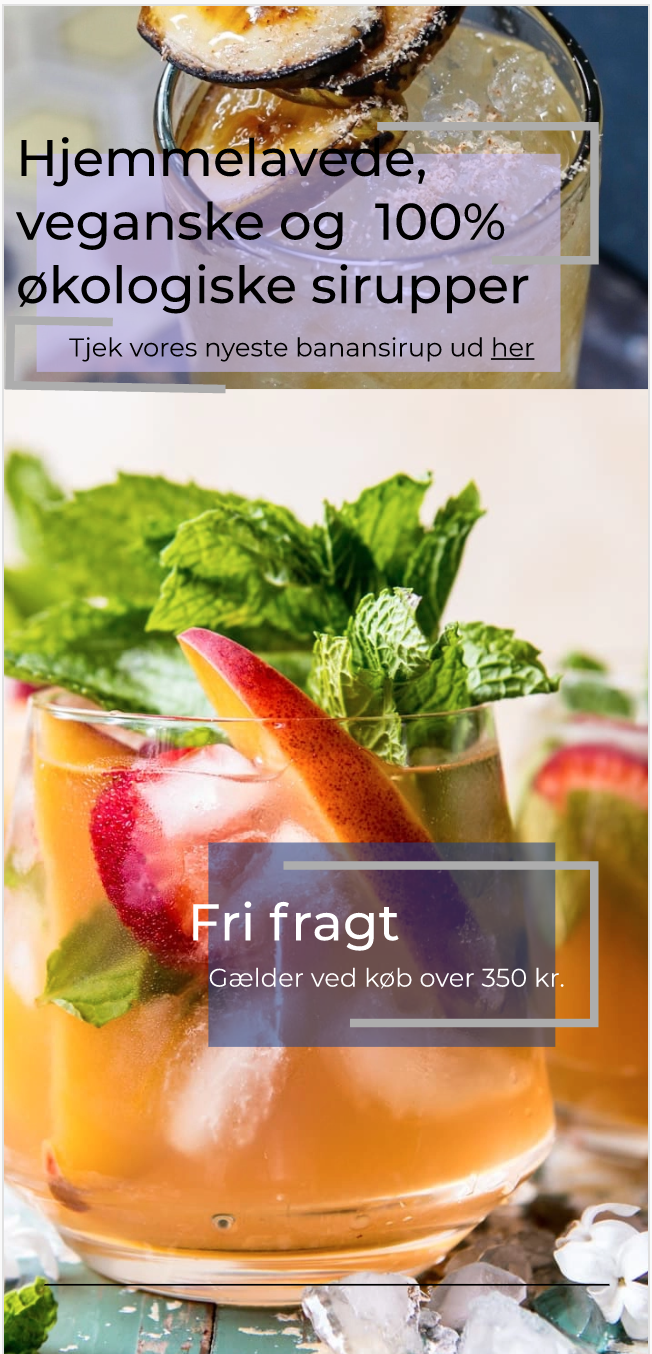 Hjemmelavede,
veganske og 100%
økologiske sirupper
Tjek vores nyeste banansirup ud her
Fri fragt
Gælder ved køb over 350 kr.